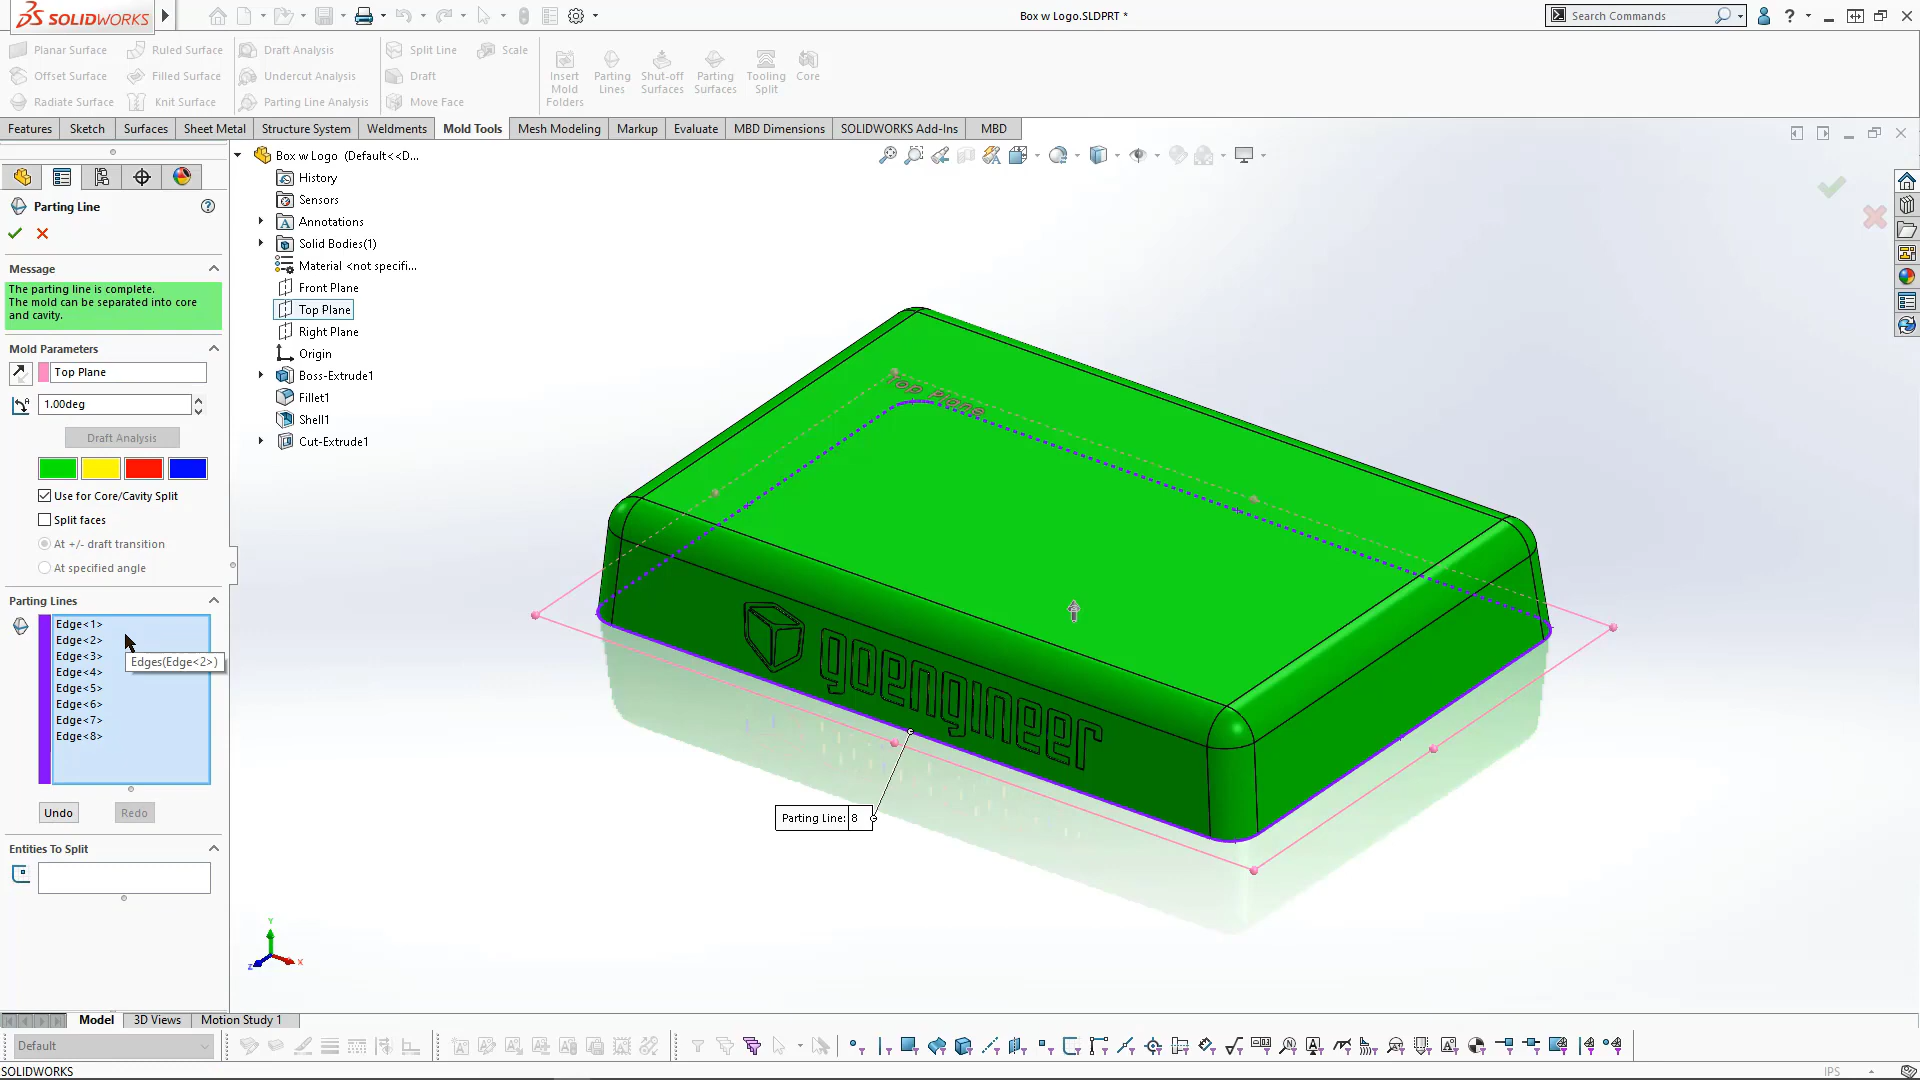 SOLIDWORKS
Box w Logo.SLDPRT *
Search Commands
Planar Surface
Ruled Surface
Draft Analysis
Split Line
Scale
Offset Surface
Filled Surface
Undercut Analysis
Draft
Radiate Surface
Knit Surface
Parting Line Analysis
Move Face
Insert
Mold
Folders
Parting
Lines
Shut-off
Surfaces
Parting
Surfaces
Tooling
Split
Core
Features
Sketch
Surfaces
Sheet Metal
Structure System
Weldments
Mold Tools
Mesh Modeling
Markup
Evaluate
MBD Dimensions
SOLIDWORKS Add-Ins
MBD
Parting Line
Message
The parting line is complete.
The mold can be separated into core
and cavity.
Mold Parameters
Top Plane
1.00deg
Draft Analysis
Use for Core/Cavity Split
Split faces
At +/- draft transition
At specified angle
Parting Lines
Edge<1>
Edge<2>
Edge<3>
Edge<4>
Edge<5>
Edge<6>
Edge<7>
Edge<8>
Edges(Edge<2>)
Undo
Redo
Entities To Split
Box w Logo (Default<<D...
History
Sensors
Annotations
Solid Bodies(1)
Material <not specifi...
Front Plane
Top Plane
Right Plane
Origin
Boss-Extrude1
Fillet1
Shell1
Cut-Extrude1
Top Plane
goengineer
Parting Line: 8
Y
X
Z
Model
3D Views
Motion Study 1
Default
SOLIDWORKS
IPS